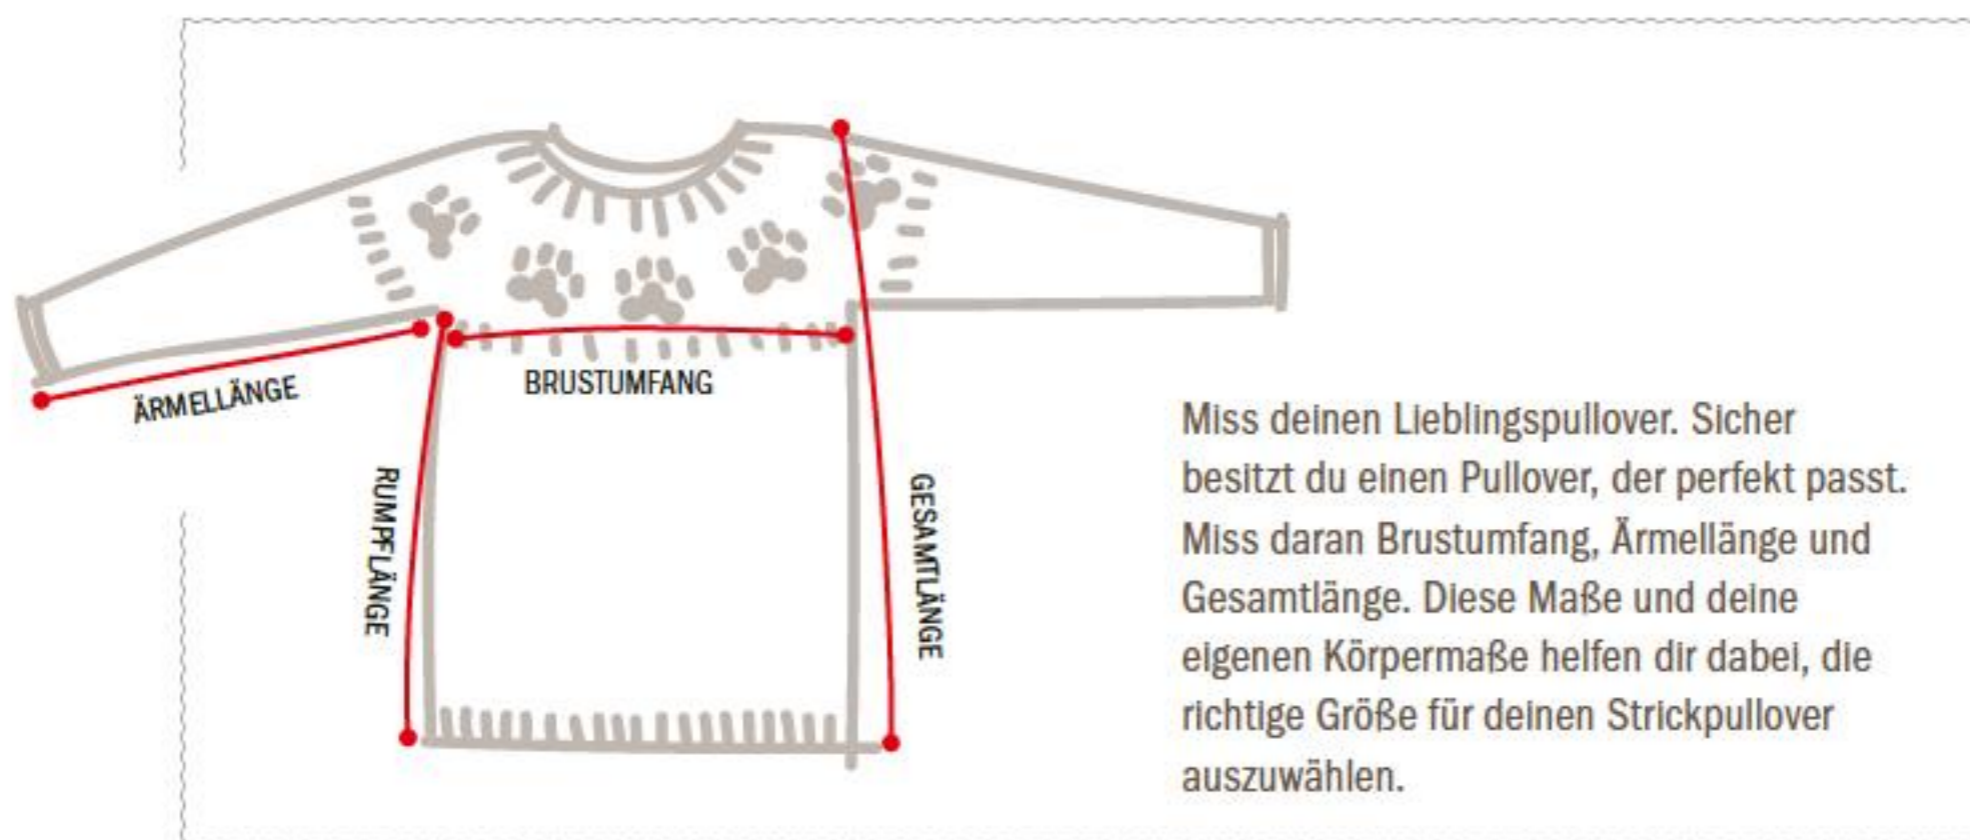 ÄRMELLÄNGE
BRUSTUMFANG
RUMPFLÄNGE
GESAMTLÄNGE
Miss deinen Lieblingspullover. Sicher
besitzt du einen Pullover, der perfekt passt.
Miss daran Brustumfang, Ärmellänge und
Gesamtlänge. Diese Maße und deine
eigenen Körpermaße helfen dir dabei, die
richtige Größe für deinen Strickpullover
auszuwählen.